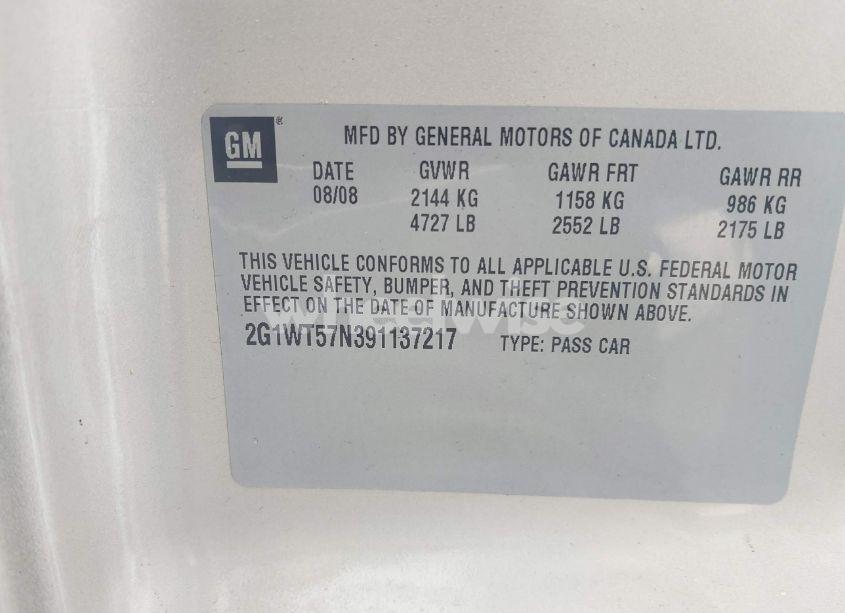 GM®
MFD BY GENERAL MOTORS OF CANADA LTD.
DATE GVWR GAWR FRT GAWR RR
08/08 2144 KG 1158 KG 986 KG
4727 LB 2552 LB 2175 LB
THIS VEHICLE CONFORMS TO ALL APPLICABLE U.S. FEDERAL MOTOR
VEHICLE SAFETY, BUMPER, AND THEFT PREVENTION STANDARDS IN
EFFECT ON THE DATE OF MANUFACTURE SHOWN ABOVE.
wheelwise
2G1WT57N391137217 TYPE: PASS CAR